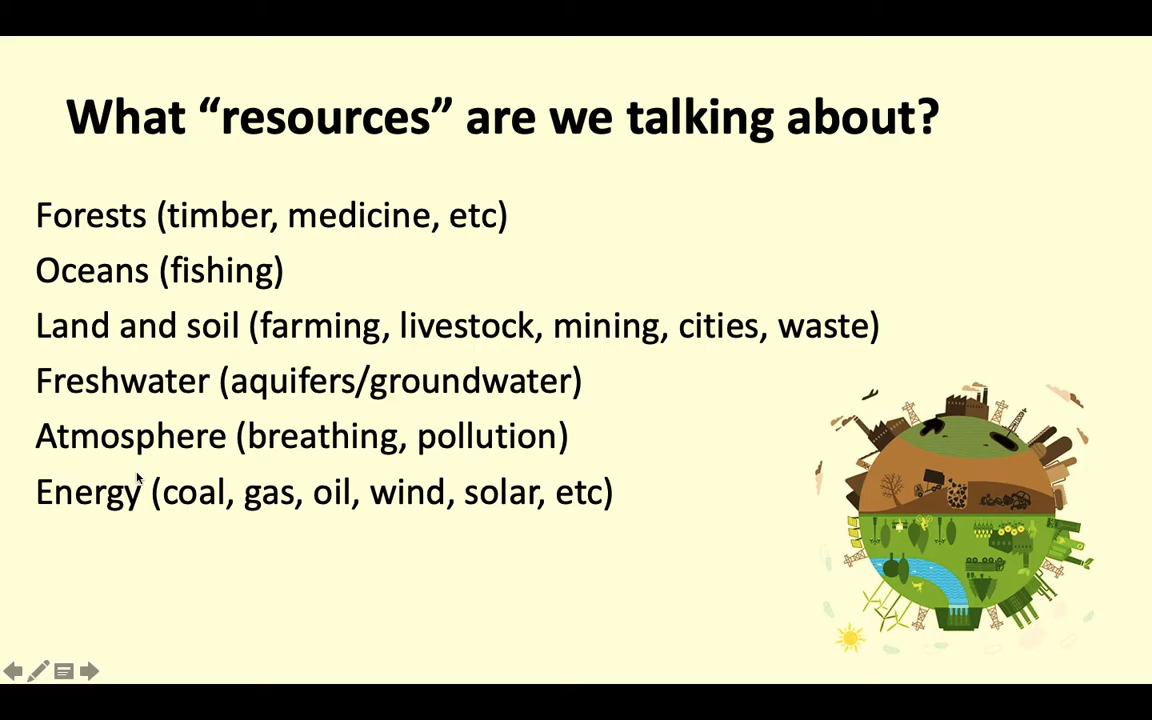 What “resources” are we talking about?
Forests (timber, medicine, etc)
Oceans (fishing)
Land and soil (farming, livestock, mining, cities, waste)
Freshwater (aquifers/groundwater)
Atmosphere (breathing, pollution)
Energy (coal, gas, oil, wind, solar, etc)